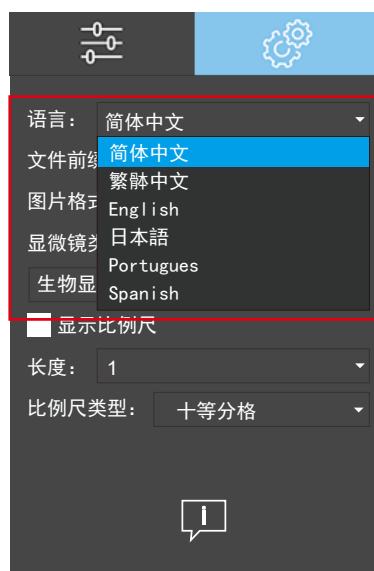 语言： 简体中文
简体中文
文件前缀
繁體中文
图片格式
English
显微镜类
日本語
Portugues
生物显
Spanish
显示比例尺
长度： 1
比例尺类型： 十等分格
i